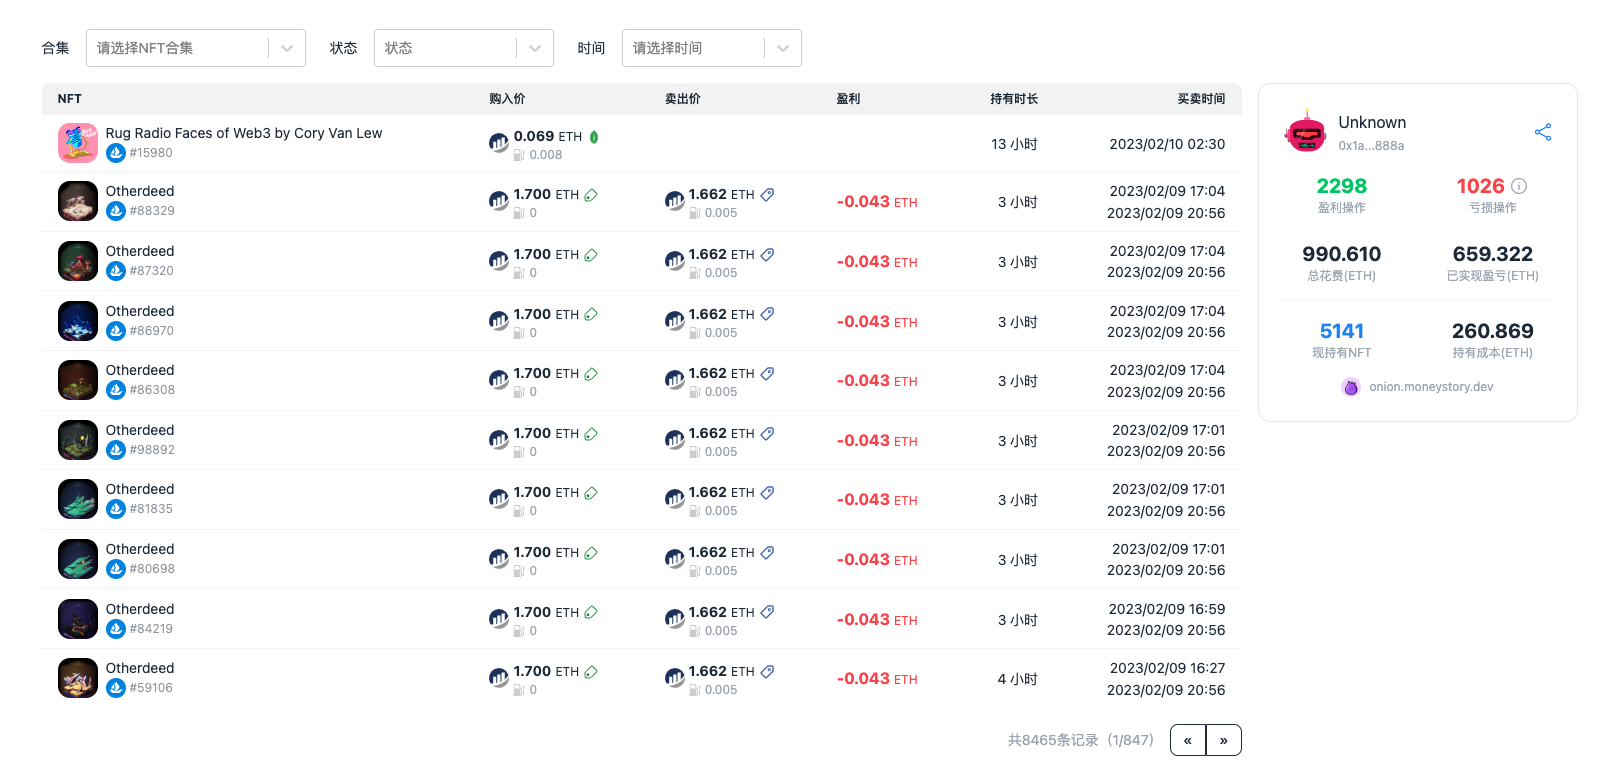 合集 请选择NFT合集 状态 状态 时间 请选择时间
NFT 购入价 卖出价 盈利 持有时长 买卖时间
Rug Radio Faces of Web3 by Cory Van Lew
#15980
0.069 ETH
0.008
13 小时
2023/02/10 02:30
Otherdeed
#88329
1.700 ETH
0
1.662 ETH
0.005
-0.043 ETH
3 小时
2023/02/09 17:04
2023/02/09 20:56
Otherdeed
#87320
1.700 ETH
0
1.662 ETH
0.005
-0.043 ETH
3 小时
2023/02/09 17:04
2023/02/09 20:56
Otherdeed
#86970
1.700 ETH
0
1.662 ETH
0.005
-0.043 ETH
3 小时
2023/02/09 17:04
2023/02/09 20:56
Otherdeed
#86308
1.700 ETH
0
1.662 ETH
0.005
-0.043 ETH
3 小时
2023/02/09 17:04
2023/02/09 20:56
Otherdeed
#98892
1.700 ETH
0
1.662 ETH
0.005
-0.043 ETH
3 小时
2023/02/09 17:01
2023/02/09 20:56
Otherdeed
#81835
1.700 ETH
0
1.662 ETH
0.005
-0.043 ETH
3 小时
2023/02/09 17:01
2023/02/09 20:56
Otherdeed
#80698
1.700 ETH
0
1.662 ETH
0.005
-0.043 ETH
3 小时
2023/02/09 17:01
2023/02/09 20:56
Otherdeed
#84219
1.700 ETH
0
1.662 ETH
0.005
-0.043 ETH
3 小时
2023/02/09 16:59
2023/02/09 20:56
Otherdeed
#59106
1.700 ETH
0
1.662 ETH
0.005
-0.043 ETH
4 小时
2023/02/09 16:27
2023/02/09 20:56
共8465条记录（1/847） « »
Unknown
0x1a...888a
2298 1026
盈利操作 亏损操作
990.610 659.322
总花费(ETH) 已实现盈亏(ETH)
5141 260.869
现持有NFT 持有成本(ETH)
onion.moneystory.dev